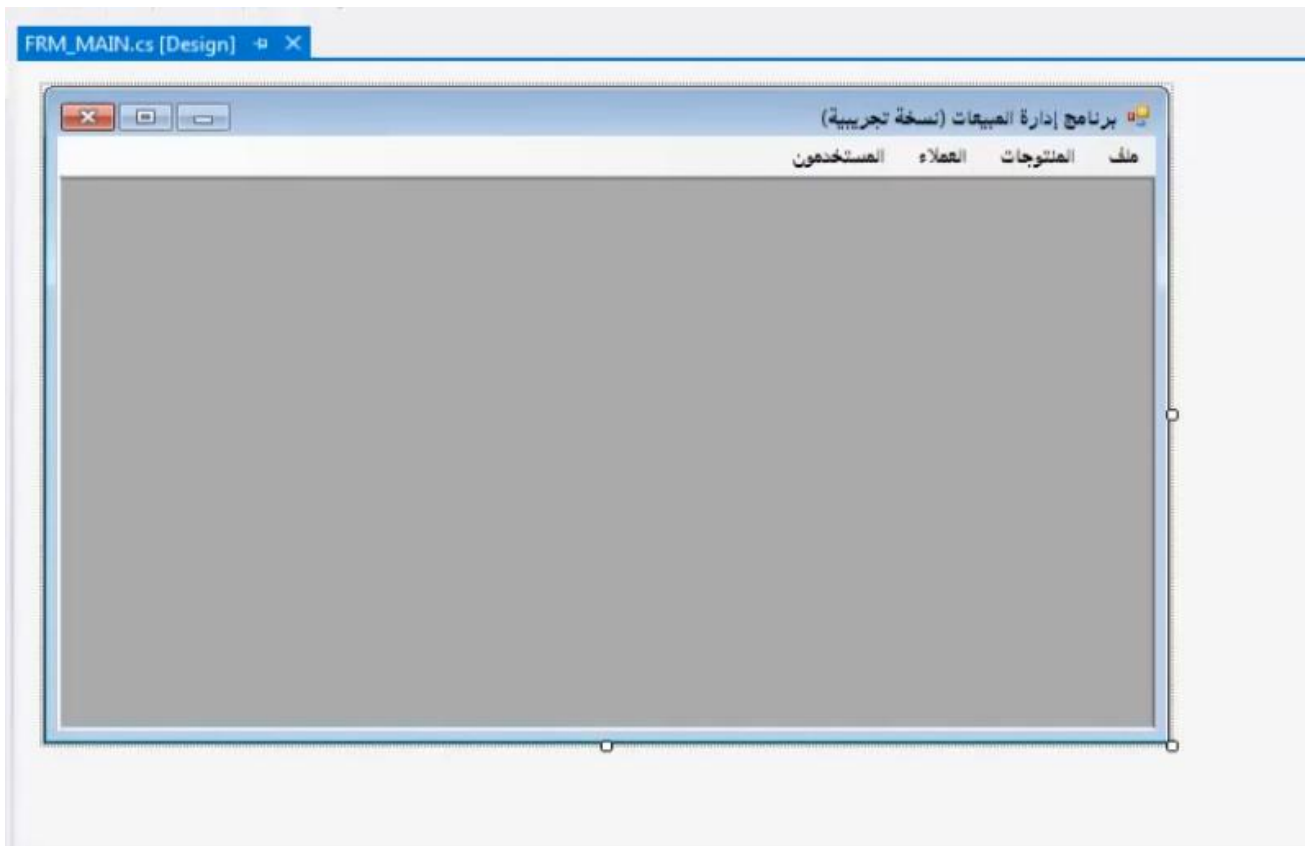 FRM_MAIN.cs [Design]
برنامج إدارة المبيعات (نسخة تجريبية)
ملف المنتوجات العملاء المستخدمون